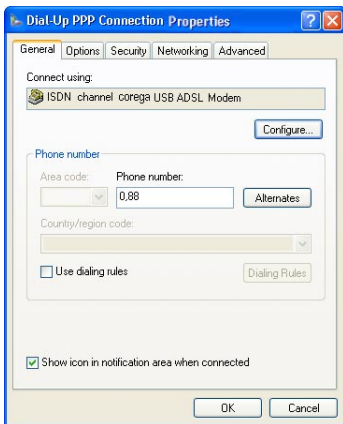 Dial-Up PPP Connection Properties
General Options Security Networking Advanced
Connect using:
ISDN channel corega USB ADSL Modem
Configure...
Phone number
Area code: Phone number:
0,88
Alternates
Country/region code:
Use dialing rules
Dialing Rules
Show icon in notification area when connected
OK Cancel